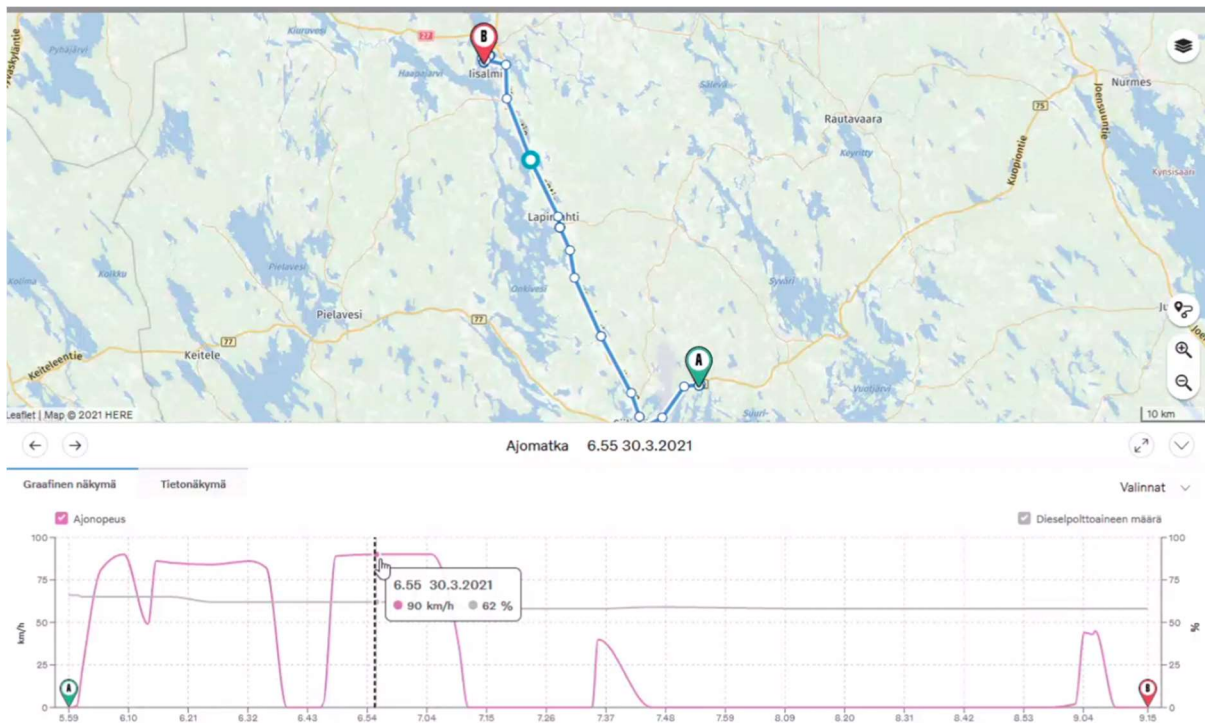 27
Kiuruvesi
Pyhäjärvi
B
Haapajärvi
Iisalmi
Nurmes
Joensuuntie
75
Rautavaara
Keyritty
Kuopiontie
Kynsisaari
Lapinlahti
Pielavesi
Koikku
Kolima
Onkivesi
Syväri
Pielavesi
77
77
Keitele
Keiteleentie
A
Vuotjärvi
Suuri-
Leaflet | Map © 2021 HERE
10 km
Ajomatka 6.55 30.3.2021
Graafinen näkymä Tietonäkymä
Valinnat
Ajonopeus
Dieselpolttoaineen määrä
100 100
75 75
6.55 30.3.2021
90 km/h 62 %
50 50
km/h %
25 25
A B
0 0
5.59 6.10 6.21 6.32 6.43 6.54 7.04 7.15 7.26 7.37 7.48 7.59 8.09 8.20 8.31 8.42 8.53 9.04 9.15